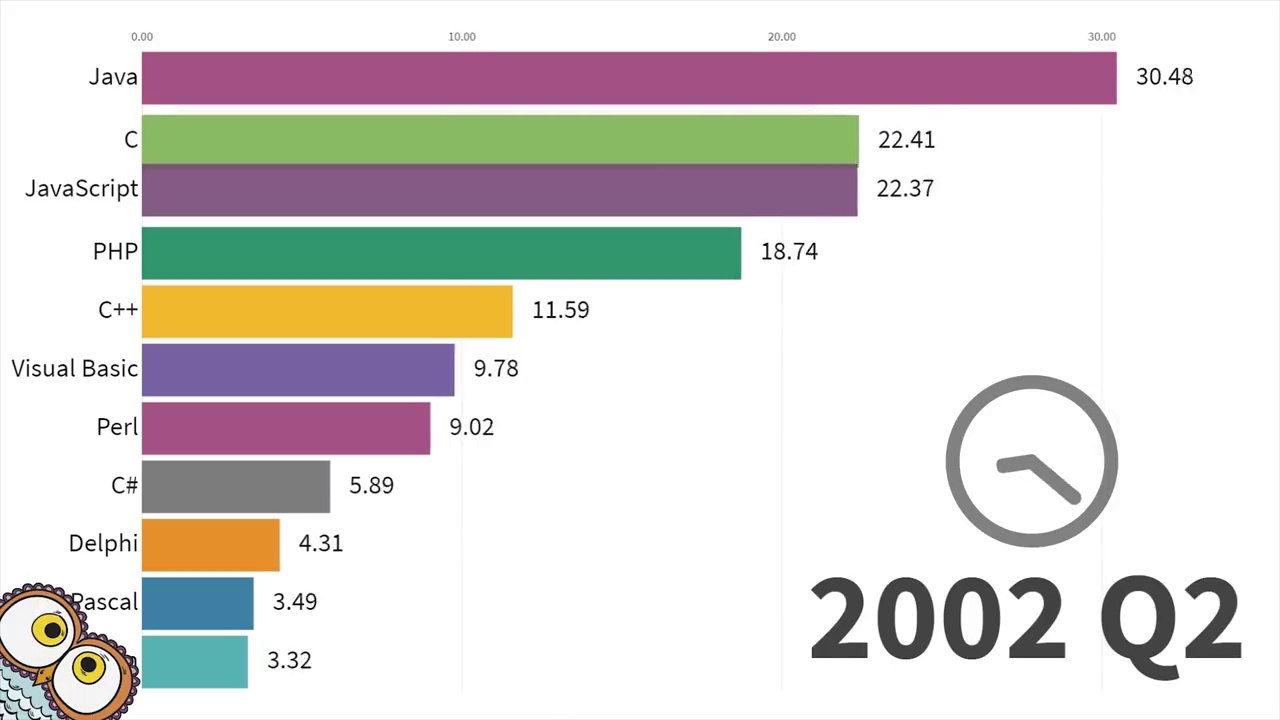 0.00 10.00 20.00 30.00
Java 30.48
C 22.41
JavaScript 22.37
PHP 18.74
C++ 11.59
Visual Basic 9.78
Perl 9.02
C# 5.89
Delphi 4.31
Pascal 3.49
3.32
2002 Q2